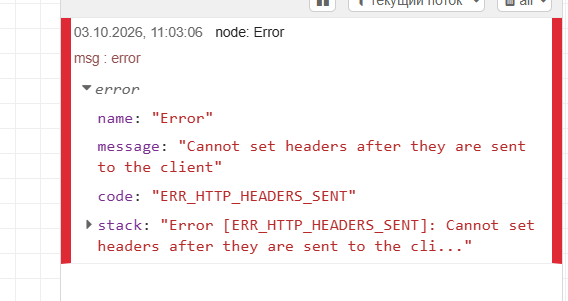 текущий поток
all
03.10.2026, 11:03:06 node: Error
msg : error
error
name: "Error"
message: "Cannot set headers after they are sent
to the client"
code: "ERR_HTTP_HEADERS_SENT"
stack: "Error [ERR_HTTP_HEADERS_SENT]: Cannot set
headers after they are sent to the cli..."